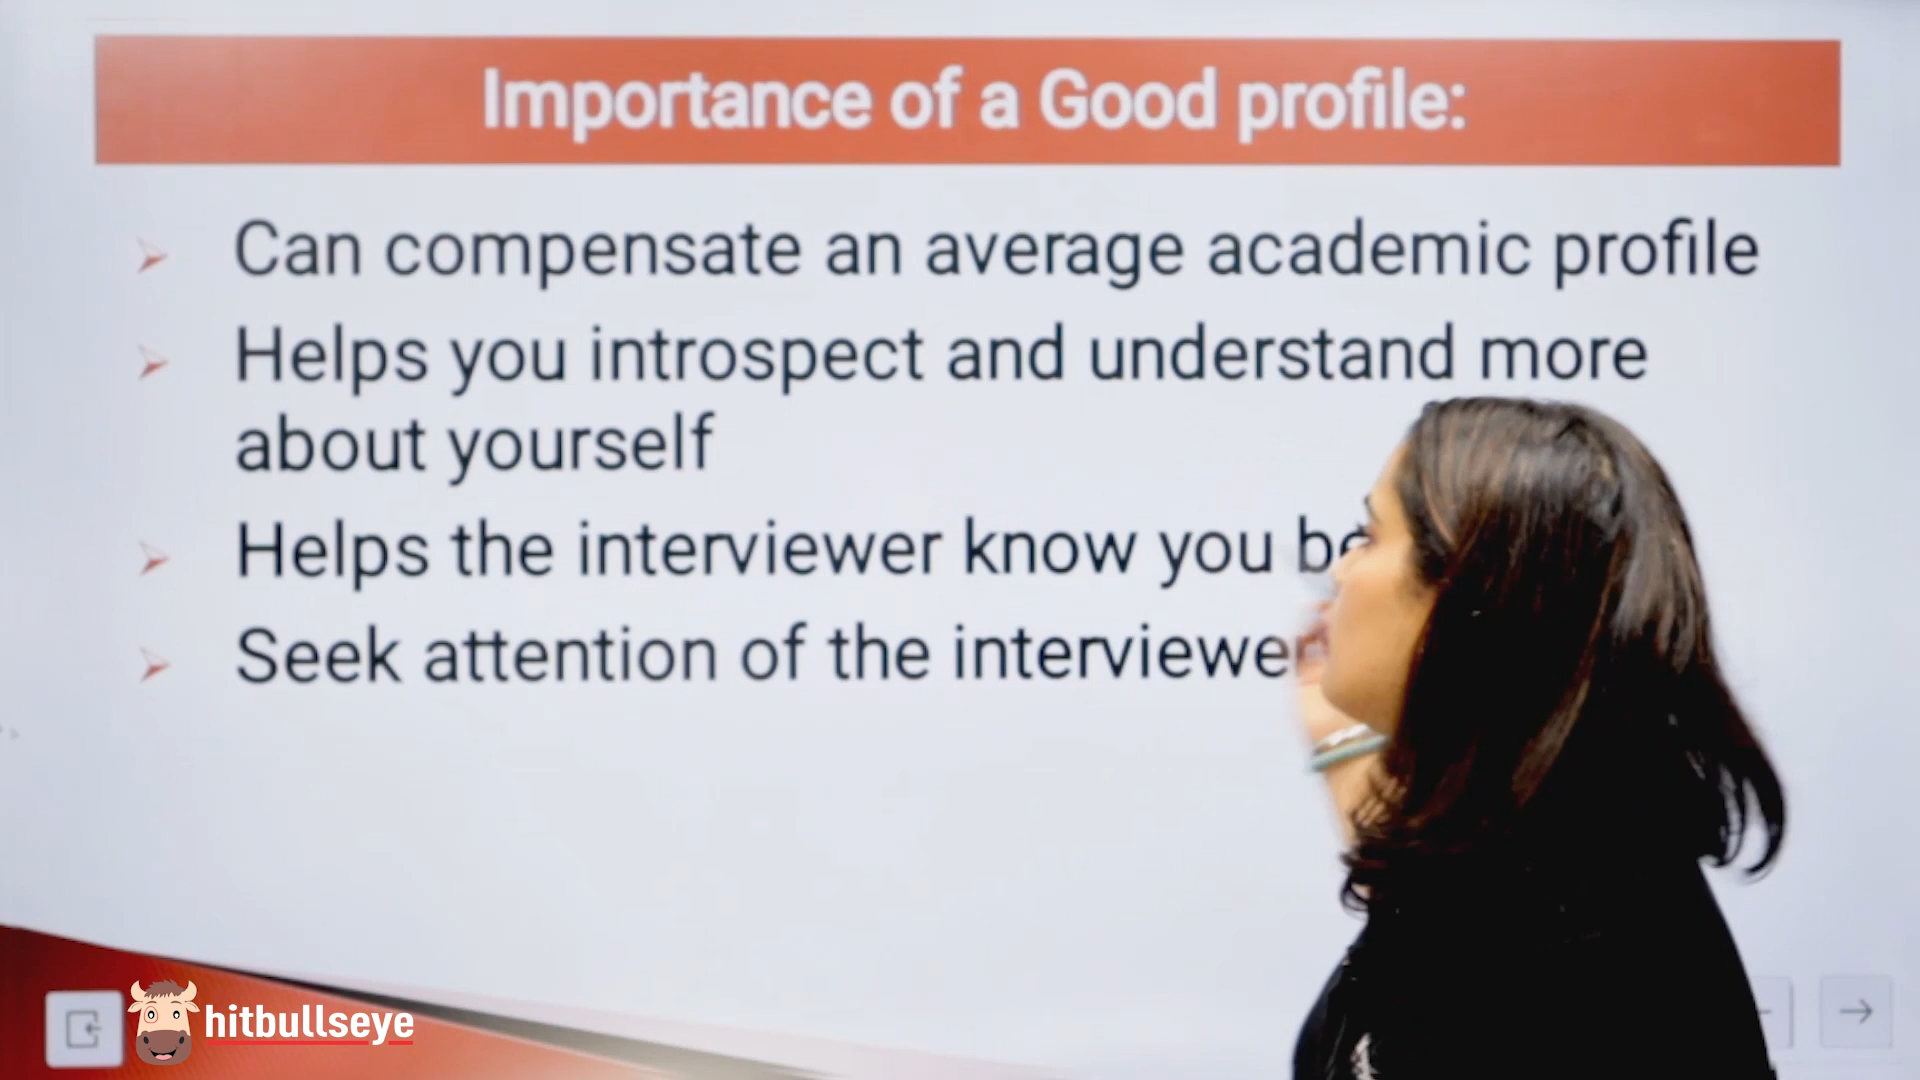 Importance of a Good profile:
Can compensate an average academic profile
Helps you introspect and understand more
about yourself
Helps the interviewer know you
Seek attention of the interviewer
hitbullseye